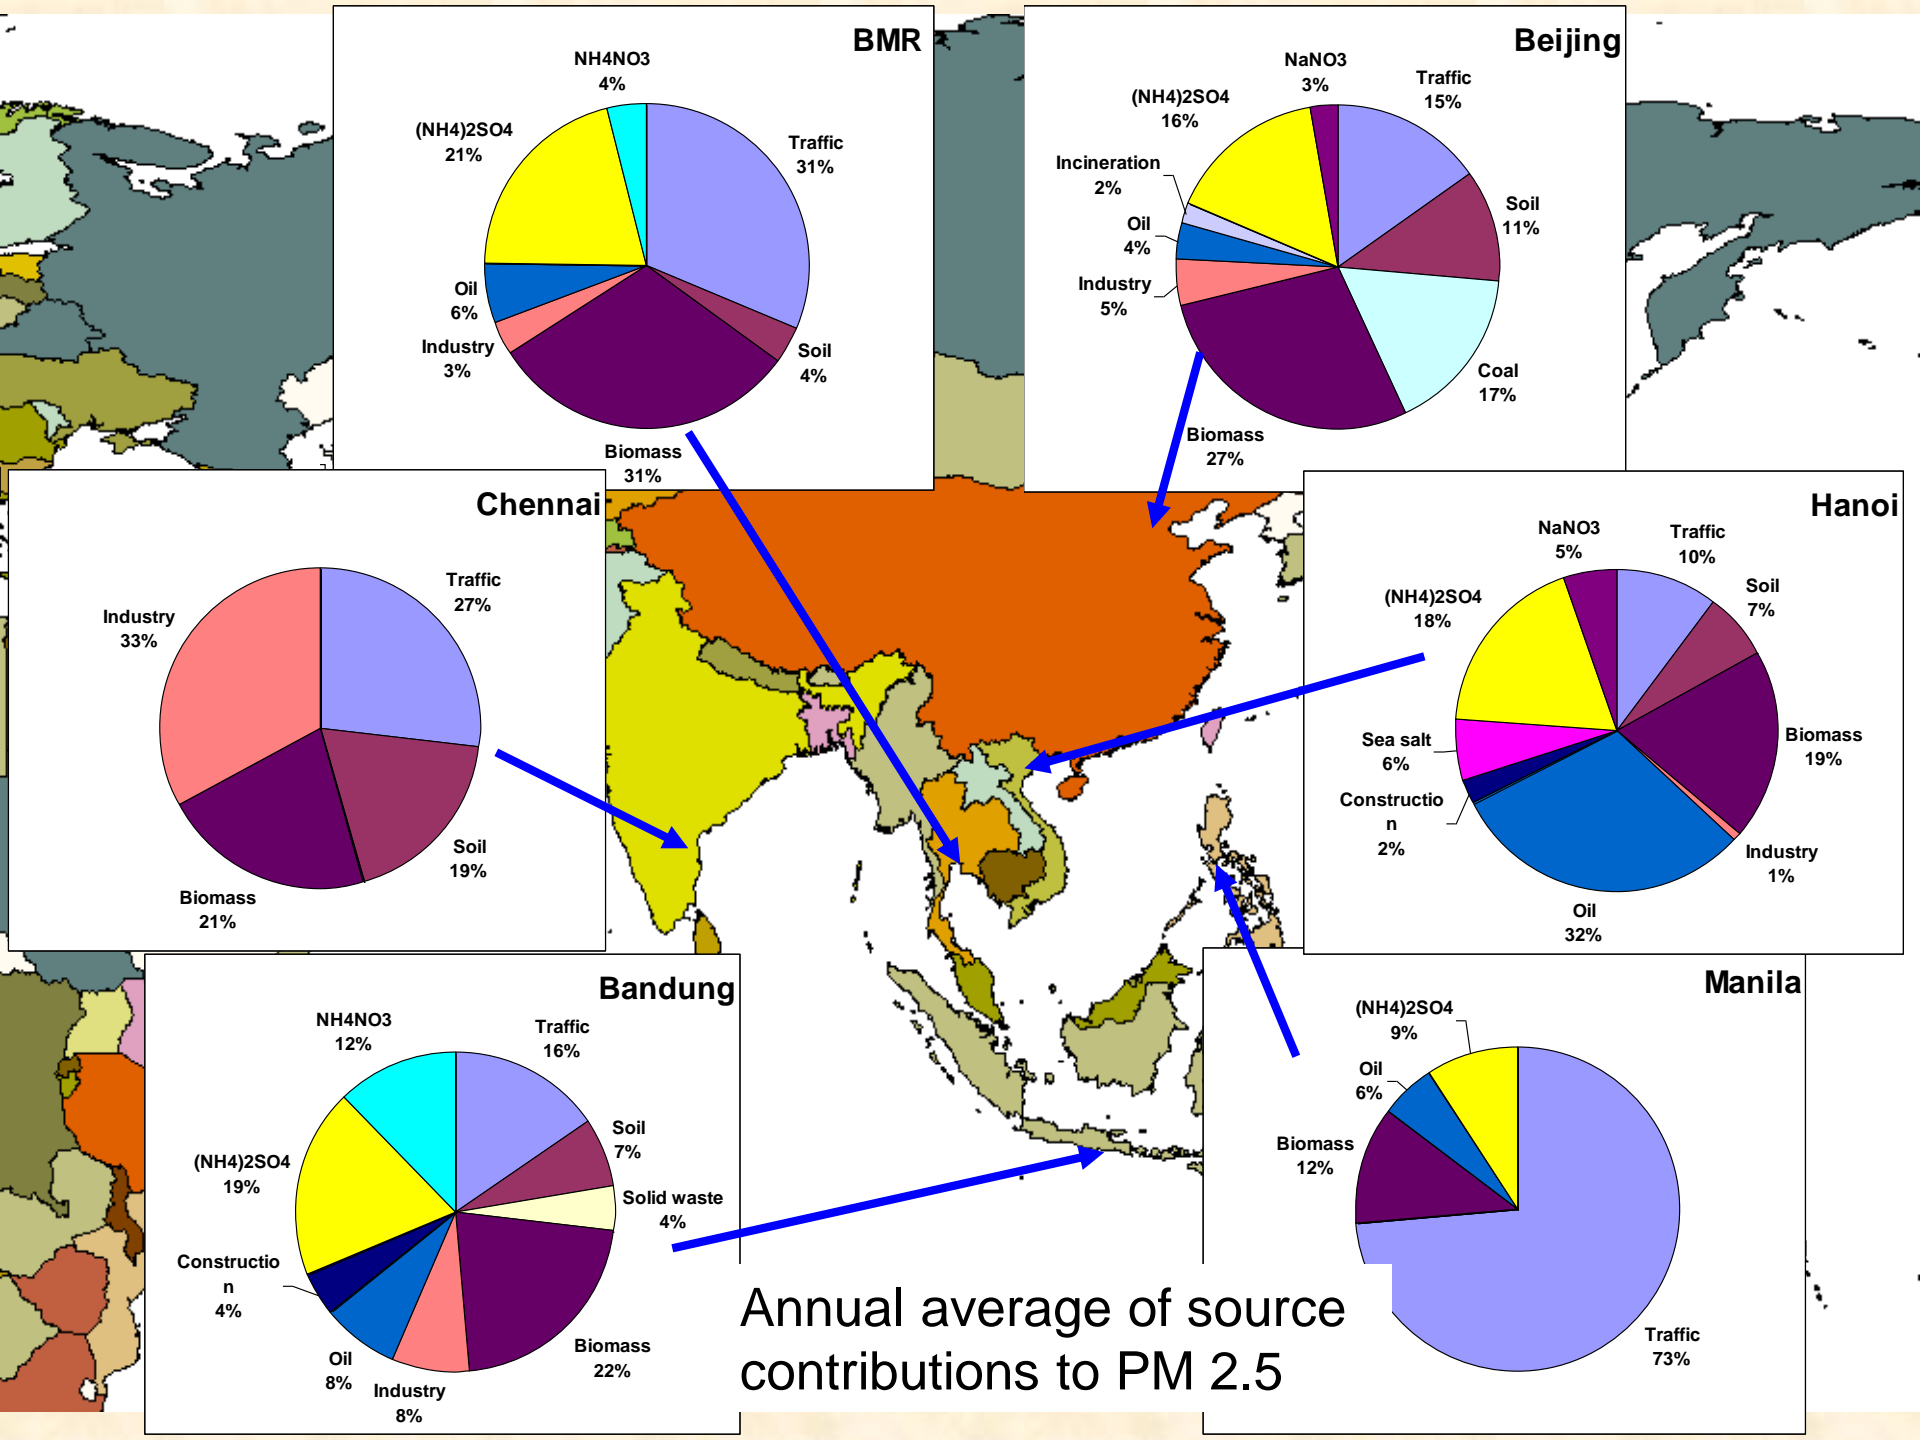 BMR
NH4NO3
4%
(NH4)2SO4
21%
Traffic
31%
Oil
6%
Industry
3%
Soil
4%
Biomass
31%
Beijing
NaNO3
3%
Traffic
15%
(NH4)2SO4
16%
Incineration
2%
Soil
11%
Oil
4%
Industry
5%
Coal
17%
Biomass
27%
Chennai
Traffic
27%
Industry
33%
Soil
19%
Biomass
21%
Hanoi
NaNO3
5%
Traffic
10%
Soil
7%
(NH4)2SO4
18%
Sea salt
6%
Biomass
19%
Constructio
n
2%
Industry
1%
Oil
32%
Bandung
NH4NO3
12%
Traffic
16%
Soil
7%
(NH4)2SO4
19%
Solid waste
4%
Constructio
n
4%
Biomass
22%
Oil
8%
Industry
8%
Manila
(NH4)2SO4
9%
Oil
6%
Biomass
12%
Traffic
73%
Annual average of source
contributions to PM 2.5